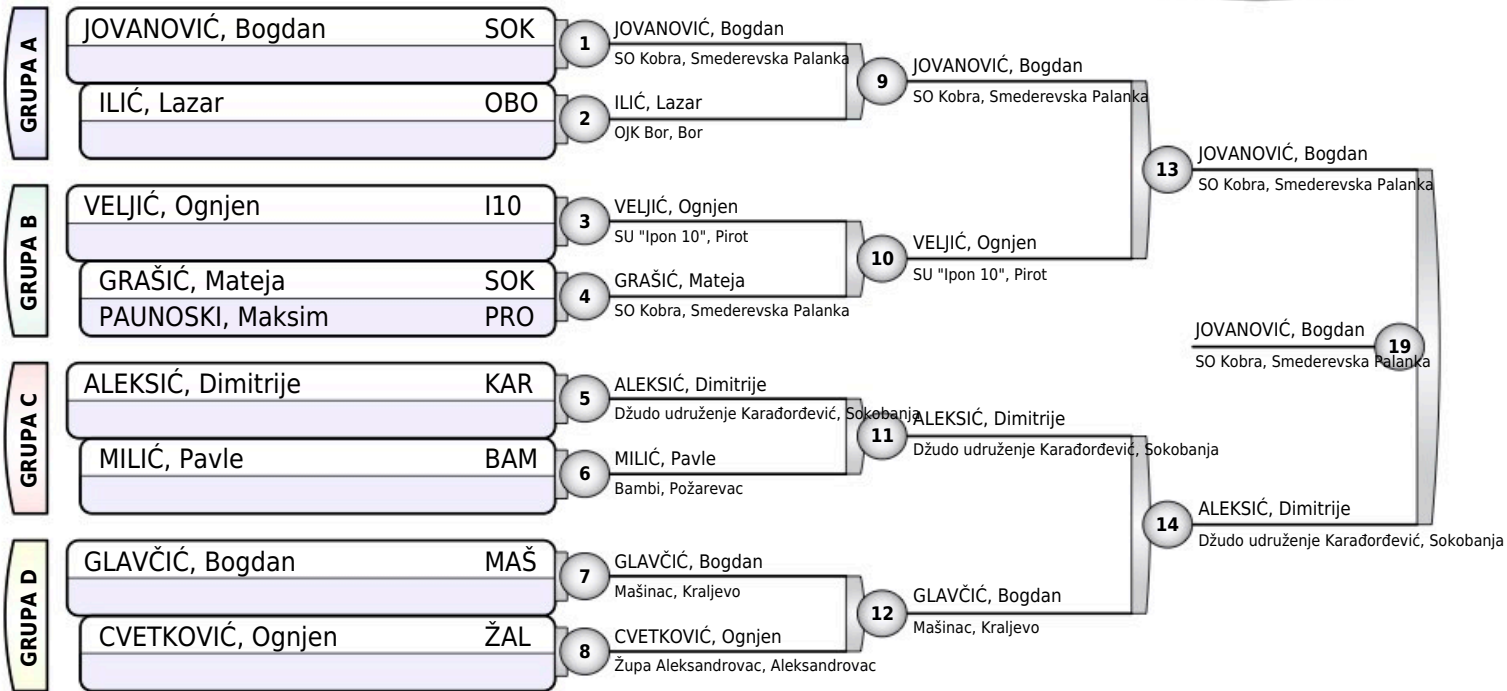 GRUPA A
JOVANOVIĆ, Bogdan SOK
ILIĆ, Lazar OBO
GRUPA B
VELJIĆ, Ognjen I10
GRAŠIĆ, Mateja SOK
PAUNOSKI, Maksim PRO
GRUPA C
ALEKSIĆ, Dimitrije KAR
MILIĆ, Pavle BAM
GRUPA D
GLAVČIĆ, Bogdan MAŠ
CVETKOVIĆ, Ognjen ŽAL
1
JOVANOVIĆ, Bogdan
SO Kobra, Smederevska Palanka
2
ILIĆ, Lazar
OJK Bor, Bor
3
VELJIĆ, Ognjen
SU "Ipon 10", Pirot
4
GRAŠIĆ, Mateja
SO Kobra, Smederevska Palanka
5
ALEKSIĆ, Dimitrije
Džudo udruženje Karađorđević, Sokobanja
6
MILIĆ, Pavle
Bambi, Požarevac
7
GLAVČIĆ, Bogdan
Mašinac, Kraljevo
8
CVETKOVIĆ, Ognjen
Župa Aleksandrovac, Aleksandrovac
9
JOVANOVIĆ, Bogdan
SO Kobra, Smederevska Palanka
10
VELJIĆ, Ognjen
SU "Ipon 10", Pirot
11
ALEKSIĆ, Dimitrije
Džudo udruženje Karađorđević, Sokobanja
12
GLAVČIĆ, Bogdan
Mašinac, Kraljevo
13
JOVANOVIĆ, Bogdan
SO Kobra, Smederevska Palanka
14
ALEKSIĆ, Dimitrije
Džudo udruženje Karađorđević, Sokobanja
JOVANOVIĆ, Bogdan
19
SO Kobra, Smederevska Palanka